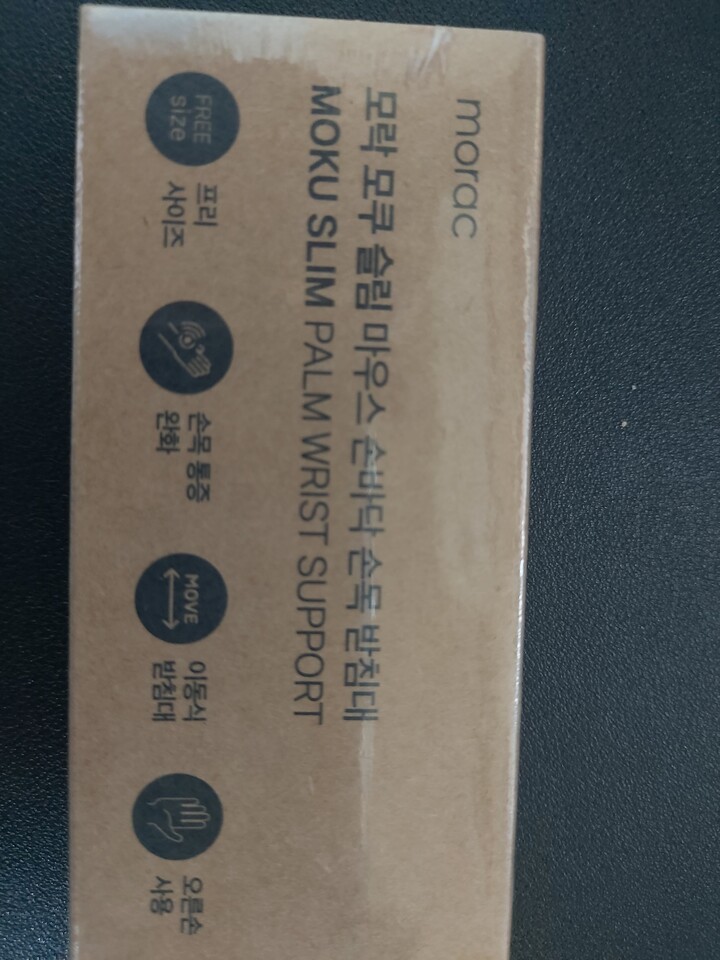 morac
모락 모쿠 슬림 마우스 손바닥 손목 받침대
MOKU SLIM PALM WRIST SUPPORT
FREE
size
프리
사이즈
손목 통증
완화
MOVE
이동식
받침대
오른손
사용